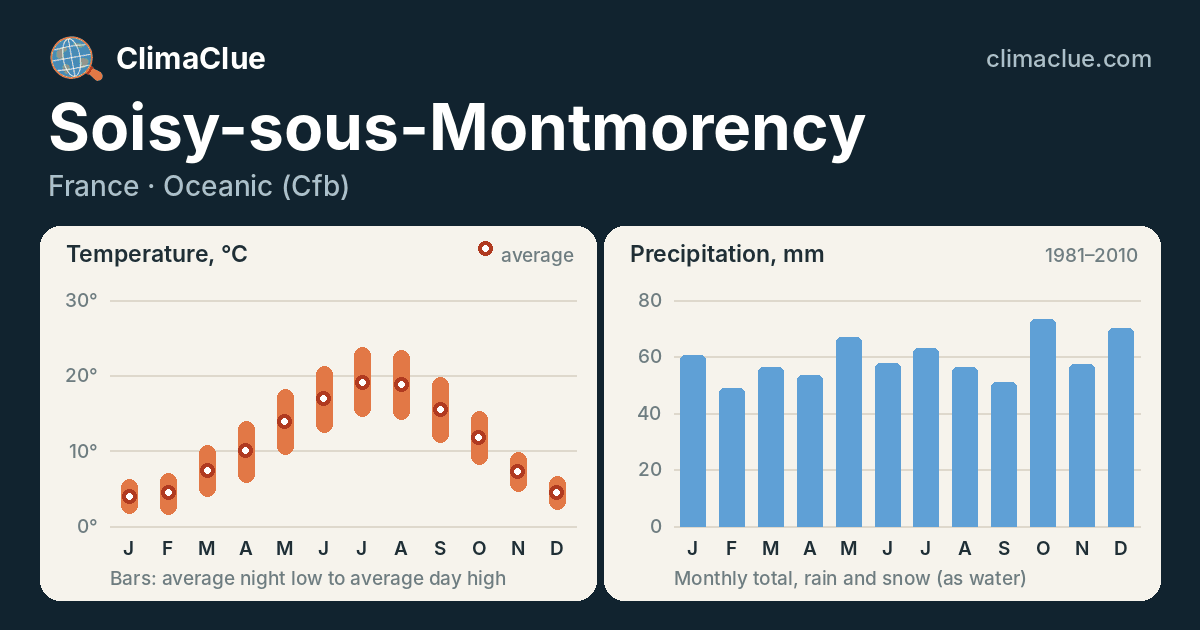 ClimaClue
climaclue.com
Soisy-sous-Montmorency
France · Oceanic (Cfb)
Temperature, °C
average
30°
20°
10°
0°
J F M A M J J A S O N D
Bars: average night low to average day high
Precipitation, mm
1981–2010
80
60
40
20
0
J F M A M J J A S O N D
Monthly total, rain and snow (as water)